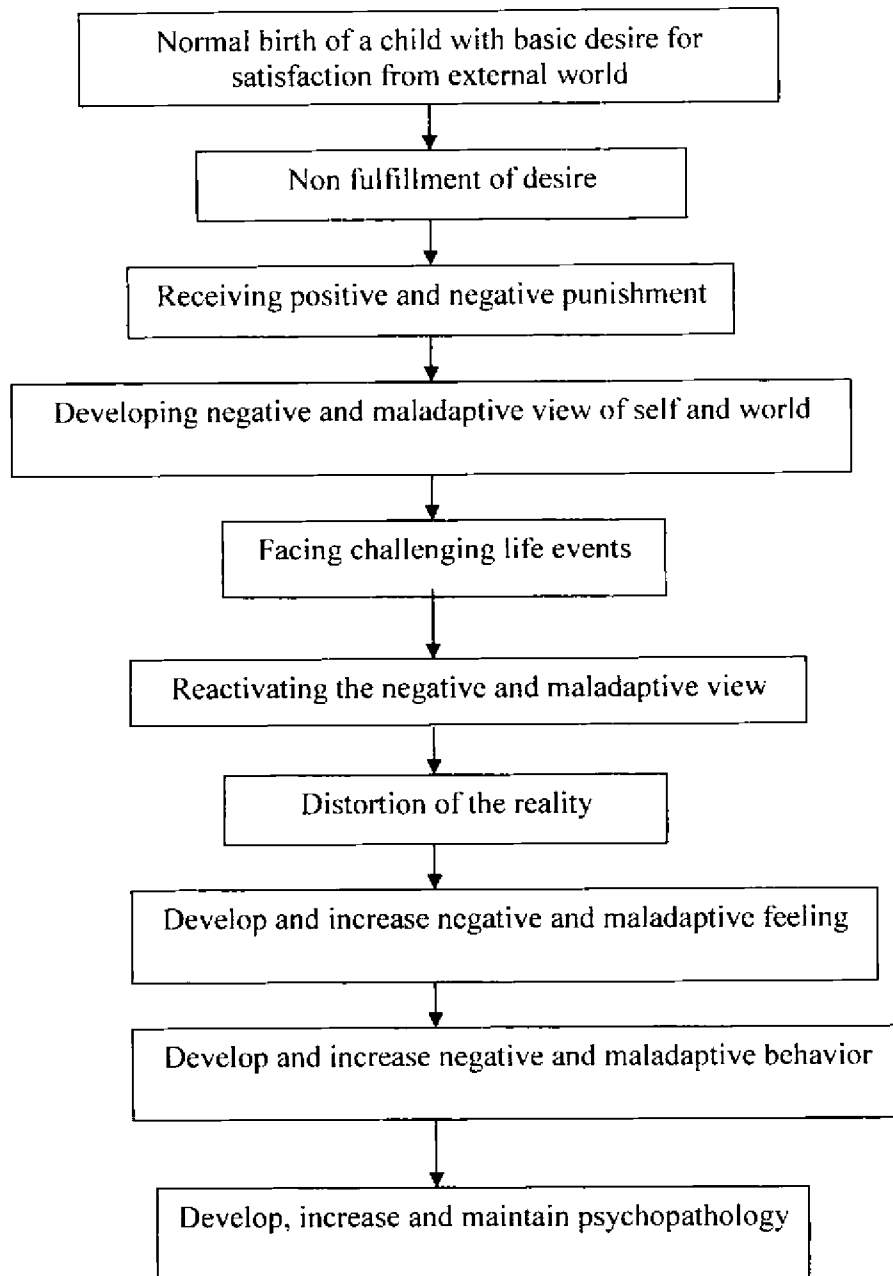 Normal birth of a child with basic desire for
satisfaction from external world
Non fulfillment of desire
Receiving positive and negative punishment
Developing negative and maladaptive view of self and world
Facing challenging life events
Reactivating the negative and maladaptive view
Distortion of the reality
Develop and increase negative and maladaptive feeling
Develop and increase negative and maladaptive behavior
Develop, increase and maintain psychopathology